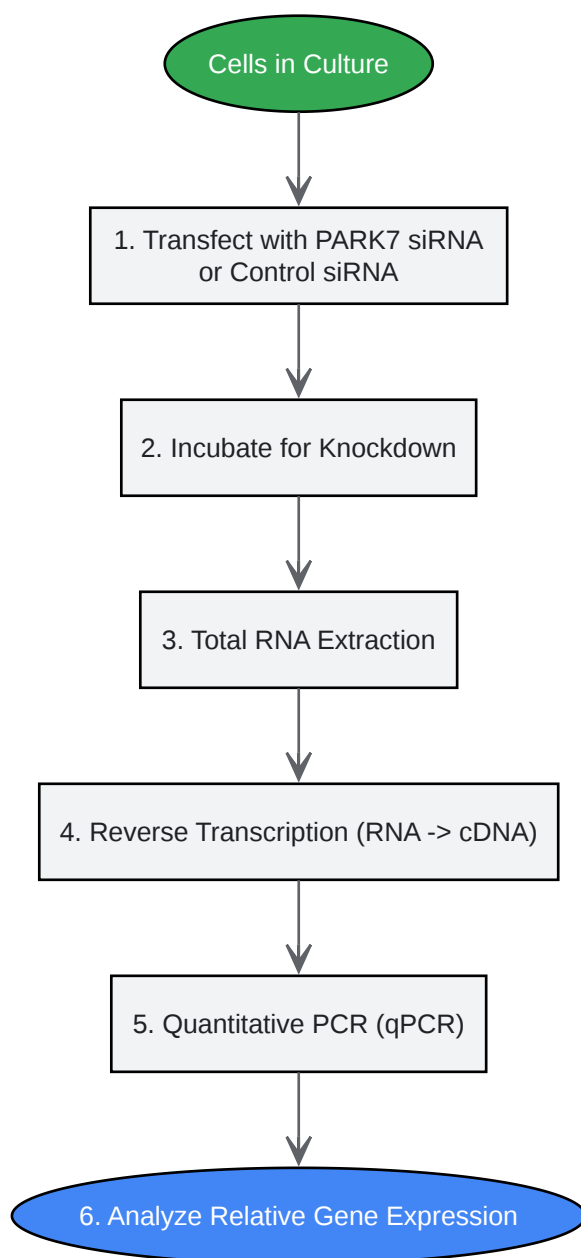 Cells in Culture
1. Transfect with PARK7 siRNA
or Control siRNA
2. Incubate for Knockdown
3. Total RNA Extraction
4. Reverse Transcription (RNA -> cDNA)
5. Quantitative PCR (qPCR)
6. Analyze Relative Gene Expression